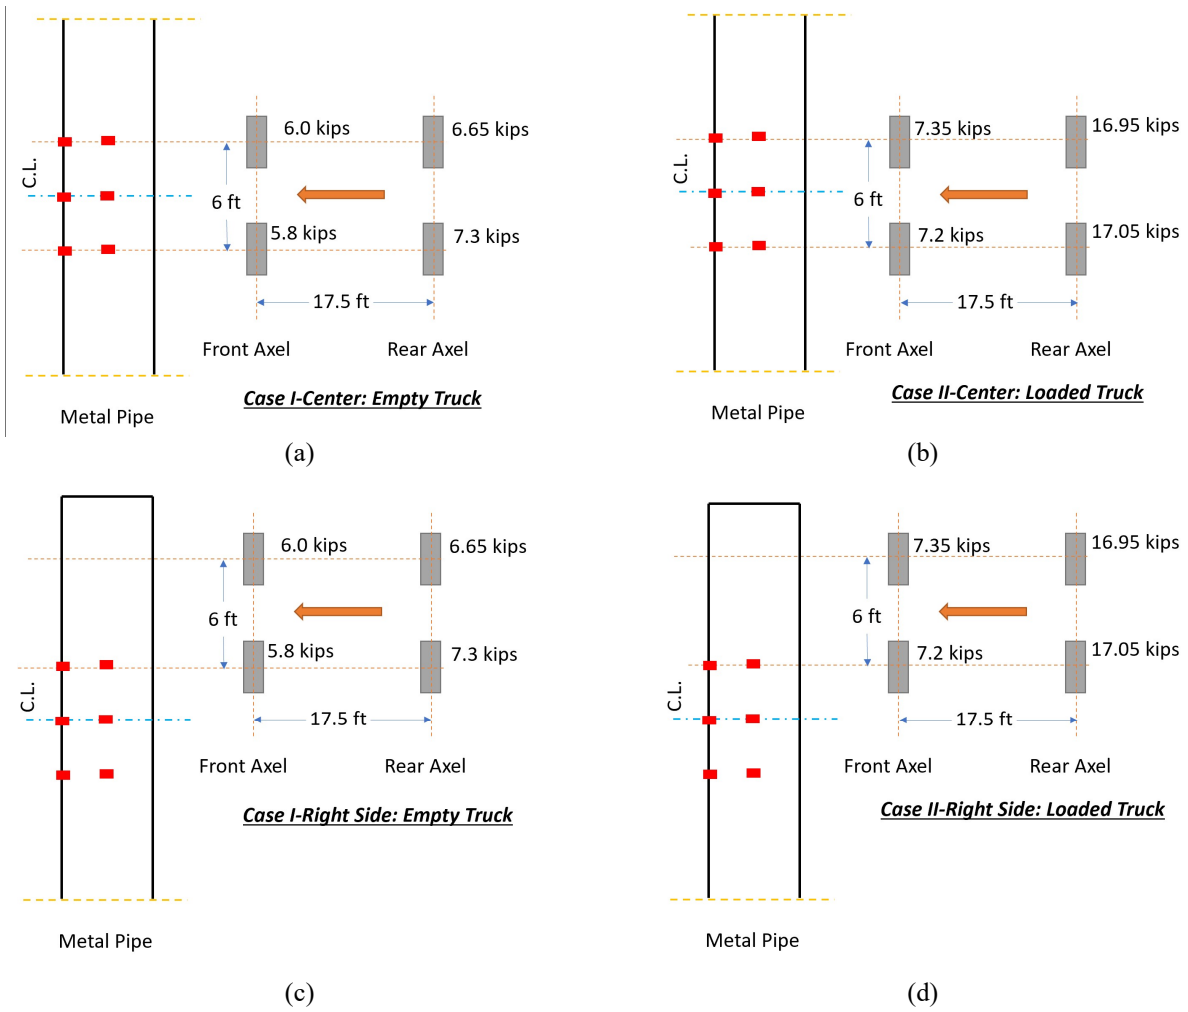 C.L.
6.0 kips
6.65 kips
6 ft
5.8 kips
7.3 kips
17.5 ft
Front Axel
Rear Axel
Case I-Center: Empty Truck
Metal Pipe
(a)
C.L.
7.35 kips
16.95 kips
6 ft
7.2 kips
17.05 kips
17.5 ft
Front Axel
Rear Axel
Case II-Center: Loaded Truck
Metal Pipe
(b)
6.0 kips
6.65 kips
6 ft
5.8 kips
7.3 kips
C.L.
17.5 ft
Front Axel
Rear Axel
Case I-Right Side: Empty Truck
Metal Pipe
(c)
7.35 kips
16.95 kips
6 ft
7.2 kips
17.05 kips
C.L.
17.5 ft
Front Axel
Rear Axel
Case II-Right Side: Loaded Truck
Metal Pipe
(d)